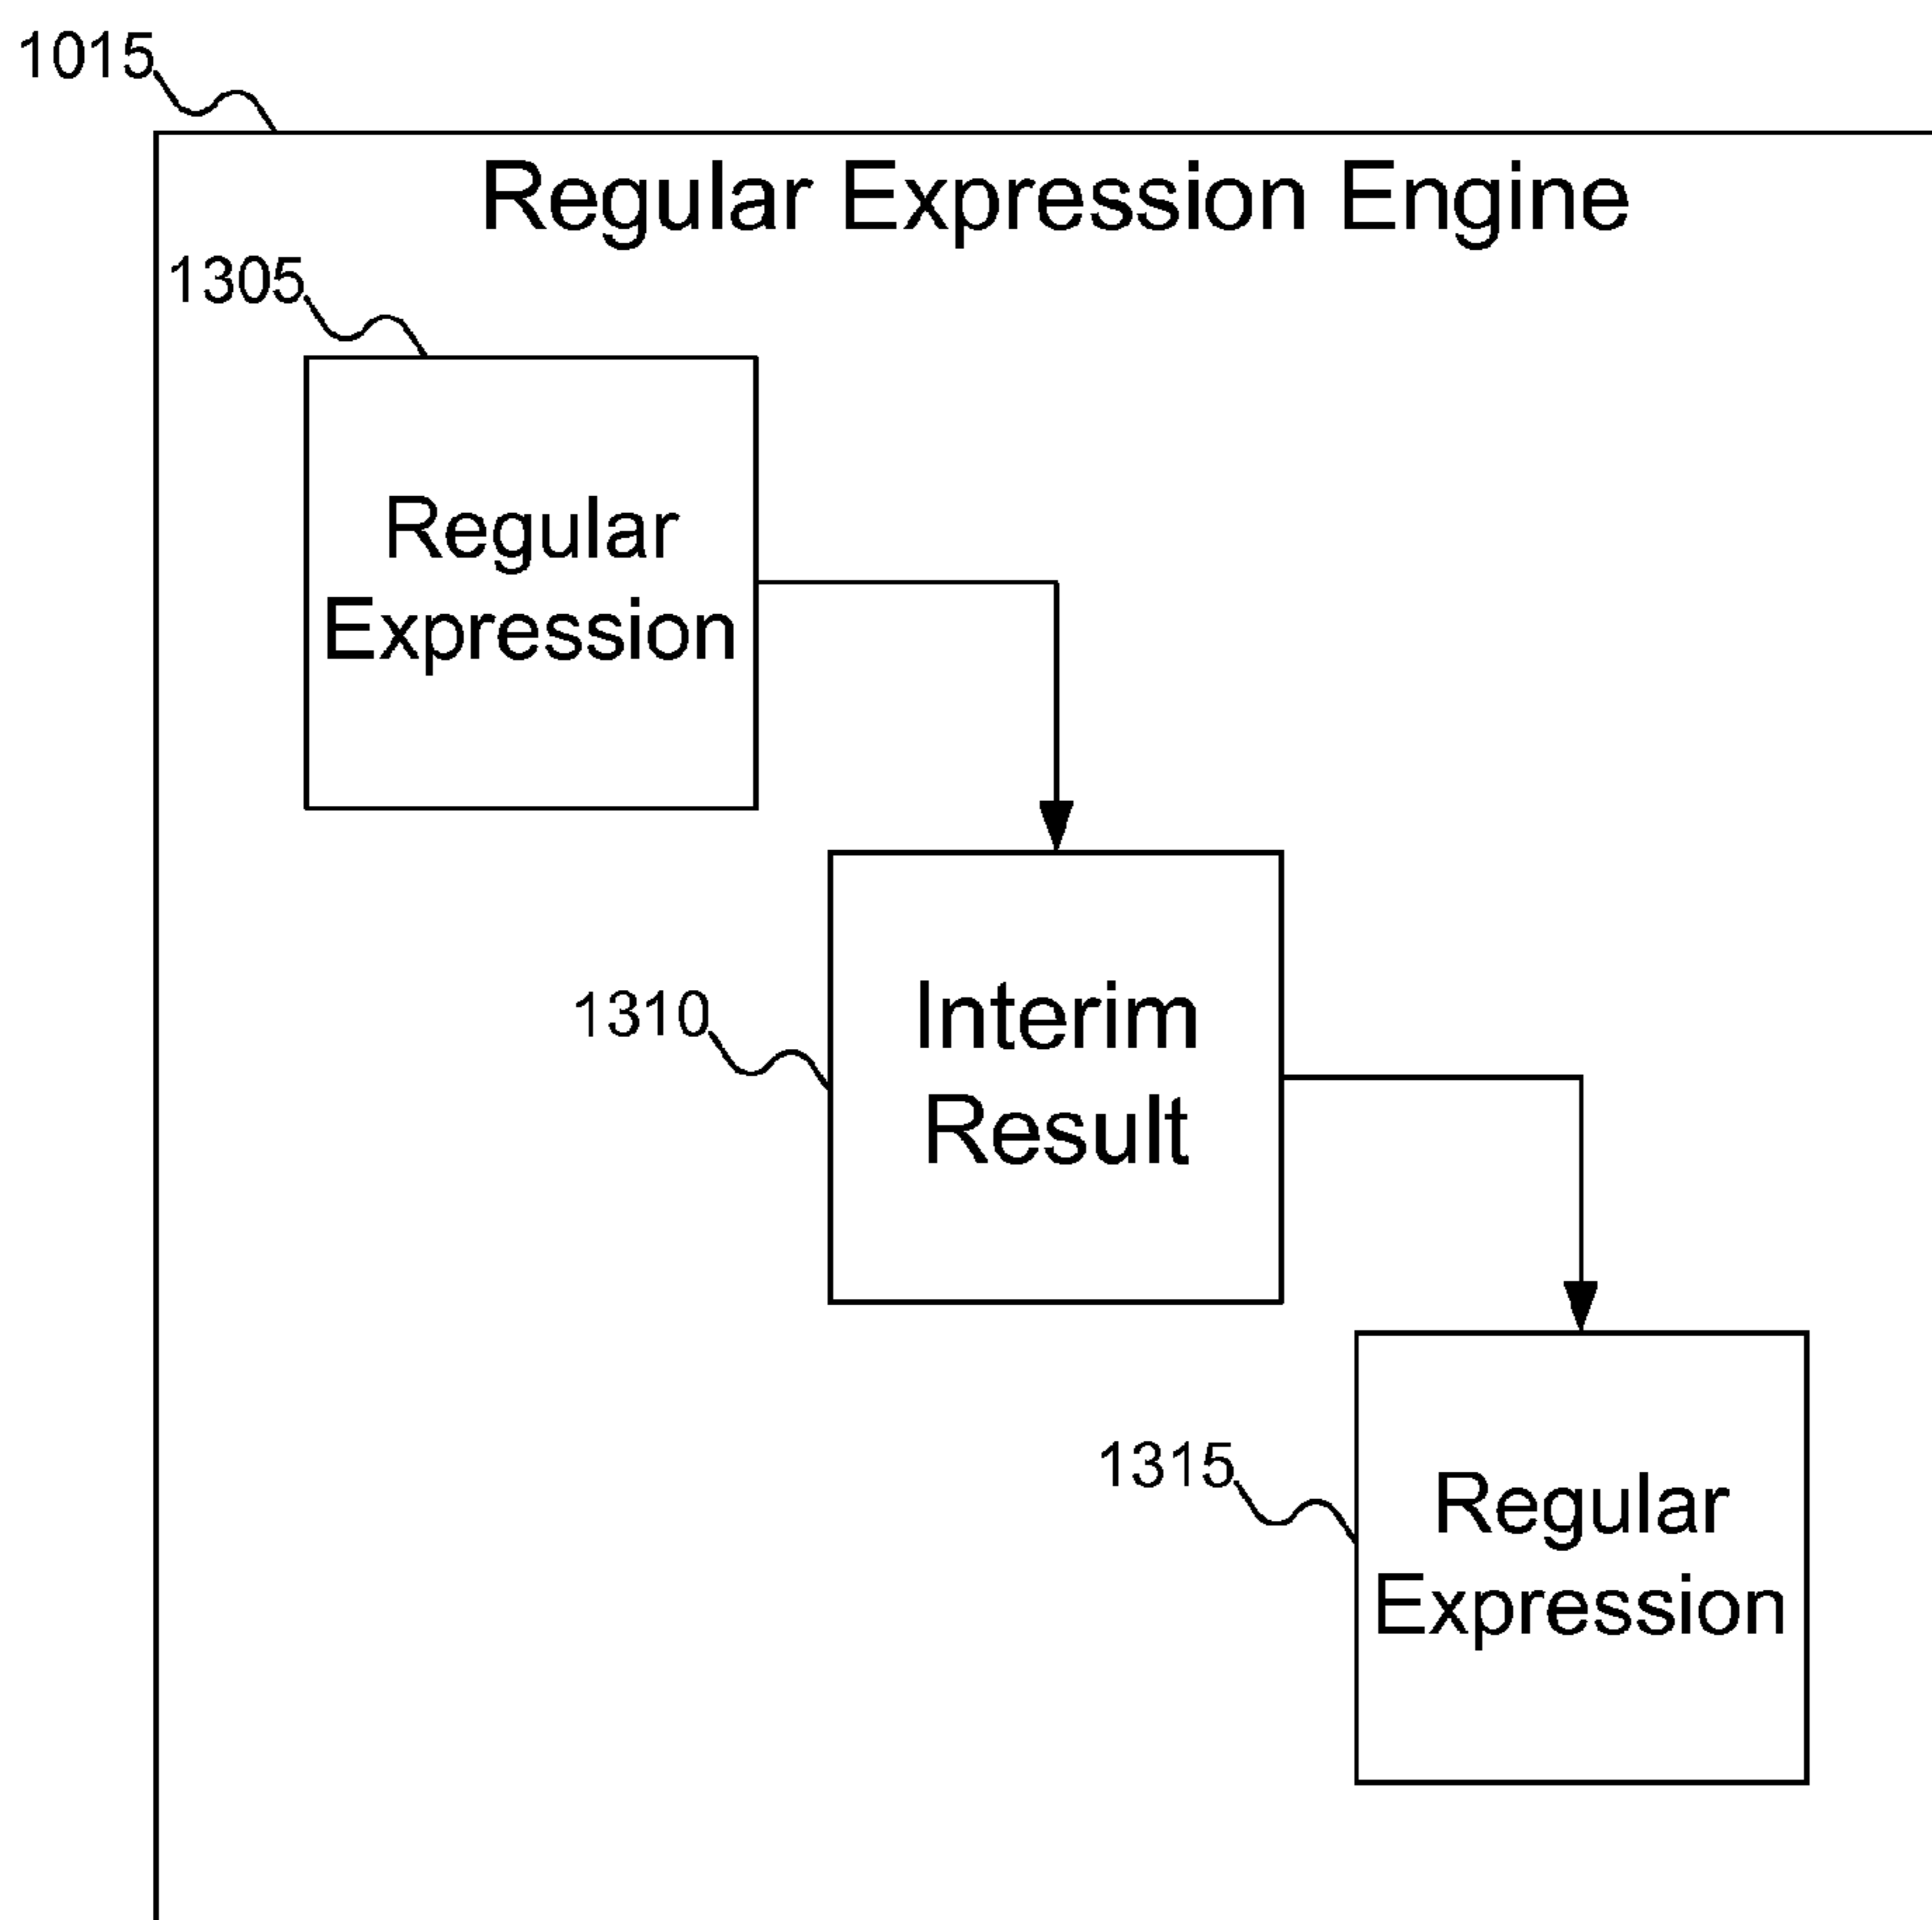 1015
Regular Expression Engine
1305
Regular
Expression
1310
Interim
Result
1315
Regular
Expression